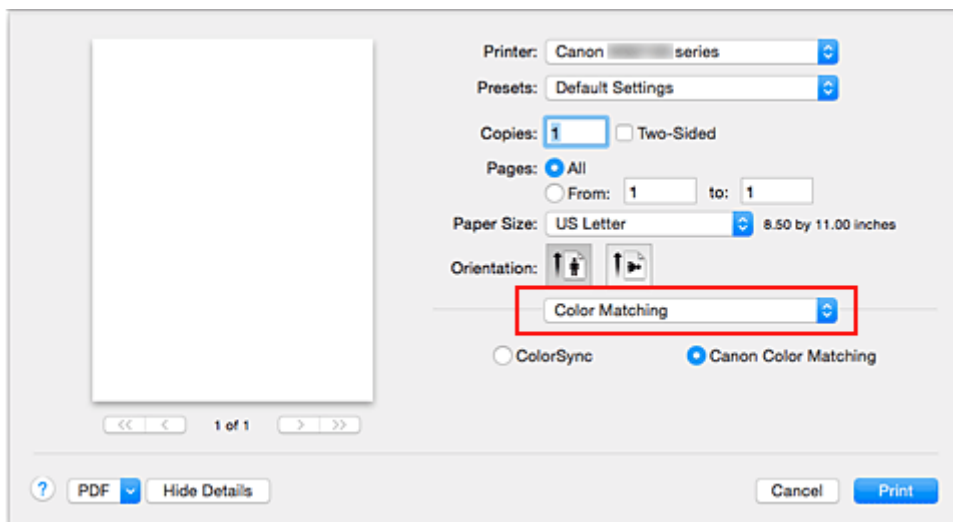 Printer: Canon series
Presets: Default Settings
Copies: 1 Two-Sided
Pages: All
From: 1 to: 1
Paper Size: US Letter 8.50 by 11.00 inches
Orientation:
Color Matching
ColorSync Canon Color Matching
<< < 1 of 1 > >>
? PDF Hide Details Cancel Print